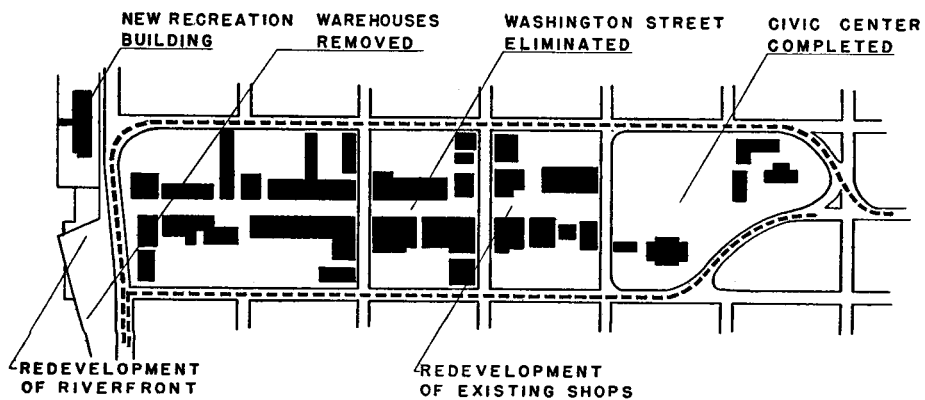 NEW RECREATION
BUILDING
WAREHOUSES
REMOVED
WASHINGTON STREET
ELIMINATED
CIVIC CENTER
COMPLETED
REDEVELOPMENT
OF RIVERFRONT
REDEVELOPMENT
OF EXISTING SHOPS